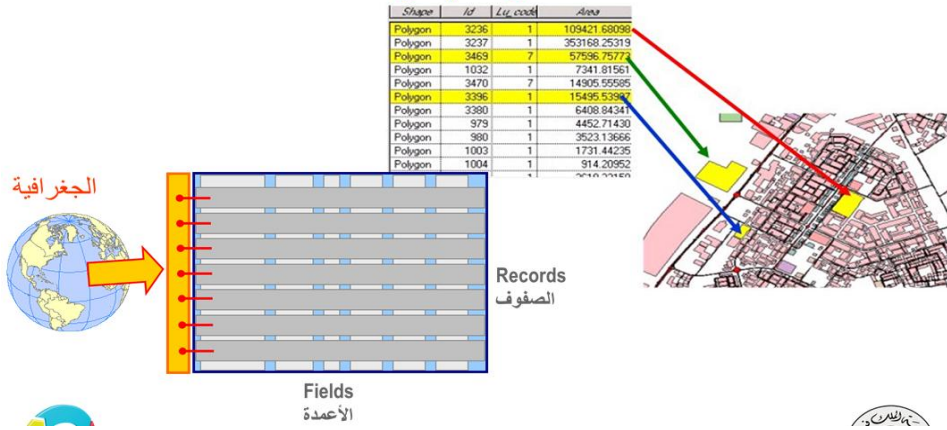 Shape Id Lu_code Area
Polygon 3236 1 109421.68098
Polygon 3237 1 353168.25319
Polygon 3469 7 57596.75773
Polygon 1032 1 7341.81561
Polygon 3470 7 14905.55585
Polygon 3396 1 15495.53987
Polygon 3380 1 6408.84341
Polygon 979 1 4452.71430
Polygon 980 1 3523.13666
Polygon 1003 1 1731.44235
Polygon 1004 1 914.20952
الجغرافية
Records
الصفوف
Fields
الأعمدة